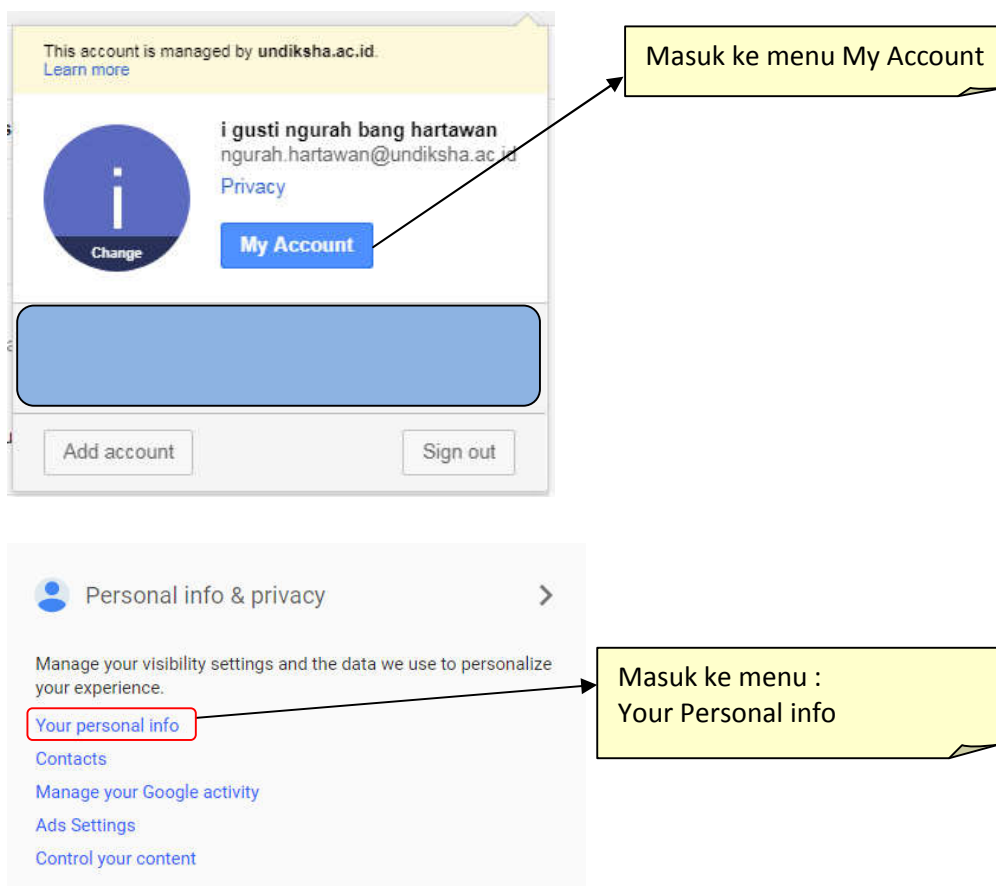 This account is managed by undiksha.ac.id.
Learn more
Masuk ke menu My Account
i gusti ngurah bang hartawan
ngurah.hartawan@undiksha.ac.id
Privacy
i
Change
My Account
Add account
Sign out
Personal info & privacy
Manage your visibility settings and the data we use to personalize
your experience.
Your personal info
Contacts
Manage your Google activity
Ads Settings
Control your content
Masuk ke menu :
Your Personal info